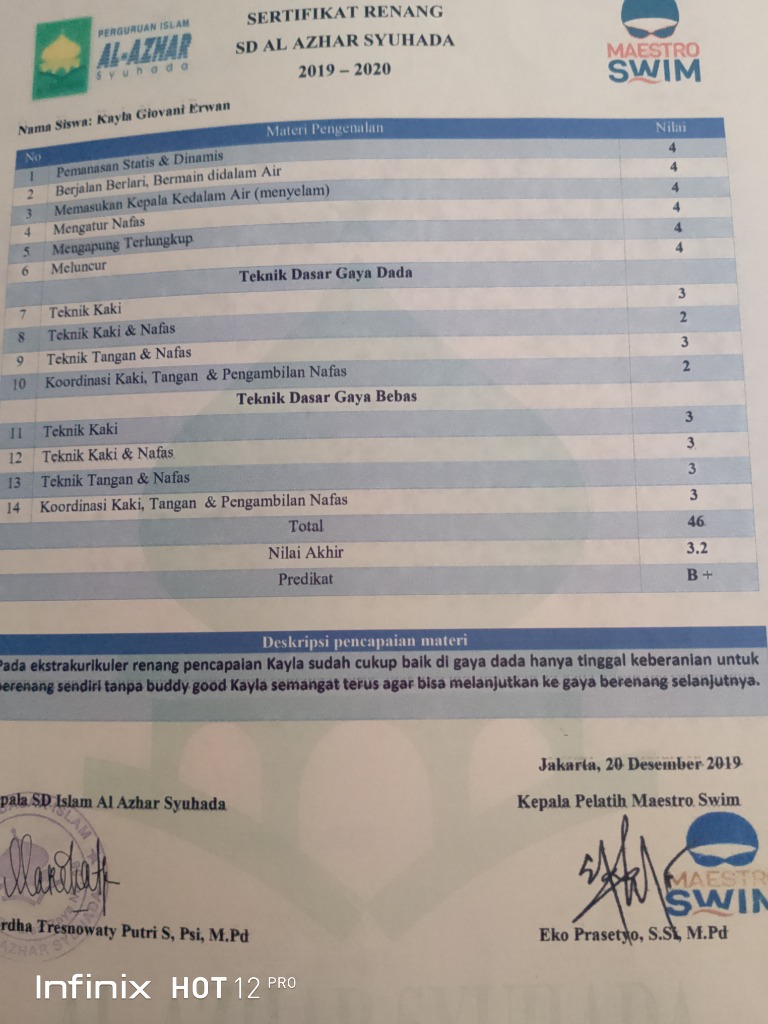 PERGURUAN ISLAM
AL-AZHAR
Syuhada
SERTIFIKAT RENANG
SD AL AZHAR SYUHADA
2019 – 2020
MAESTRO
SWIM
Nama Siswa: Kayla Giovani Erwan
No Materi Pengenalan Nilai
1 Pemanasan Statis & Dinamis 4
2 Berjalan Berlari, Bermain didalam Air 4
3 Memasukan Kepala Kedalam Air (menyelam) 4
4 Mengatur Nafas 4
5 Mengapung Terlungkup 4
6 Meluncur 4
Teknik Dasar Gaya Dada
7 Teknik Kaki 3
8 Teknik Kaki & Nafas 2
9 Teknik Tangan & Nafas 3
10 Koordinasi Kaki, Tangan & Pengambilan Nafas 2
Teknik Dasar Gaya Bebas
11 Teknik Kaki 3
12 Teknik Kaki & Nafas 3
13 Teknik Tangan & Nafas 3
14 Koordinasi Kaki, Tangan & Pengambilan Nafas 3
Total 46
Nilai Akhir 3.2
Predikat B +
Deskripsi pencapaian materi
Pada ekstrakurikuler renang pencapaian Kayla sudah cukup baik di gaya dada hanya tinggal keberanian untuk
berenang sendiri tanpa buddy good Kayla semangat terus agar bisa melanjutkan ke gaya berenang selanjutnya.
Jakarta, 20 Desember 2019
pala SD Islam Al Azhar Syuhada
Kepala Pelatih Maestro Swim
MAESTR
SWIM
rdha Tresnowaty Putri S, Psi, M.Pd
Eko Prasetyo, S.Si, M.Pd
Infinix HOT 12 PRO